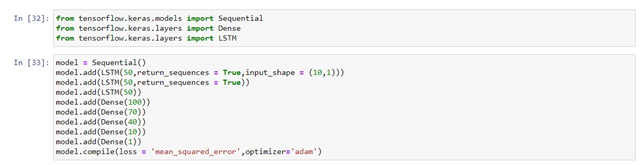 In [32]: from tensorflow.keras.models import Sequential
from tensorflow.keras.layers import Dense
from tensorflow.keras.layers import LSTM
In [33]: model = Sequential()
model.add(LSTM(50,return_sequences = True,input_shape = (10,1)))
model.add(LSTM(50,return_sequences = True))
model.add(LSTM(50))
model.add(Dense(100))
model.add(Dense(70))
model.add(Dense(40))
model.add(Dense(10))
model.add(Dense(1))
model.compile(loss = 'mean_squared_error',optimizer='adam')